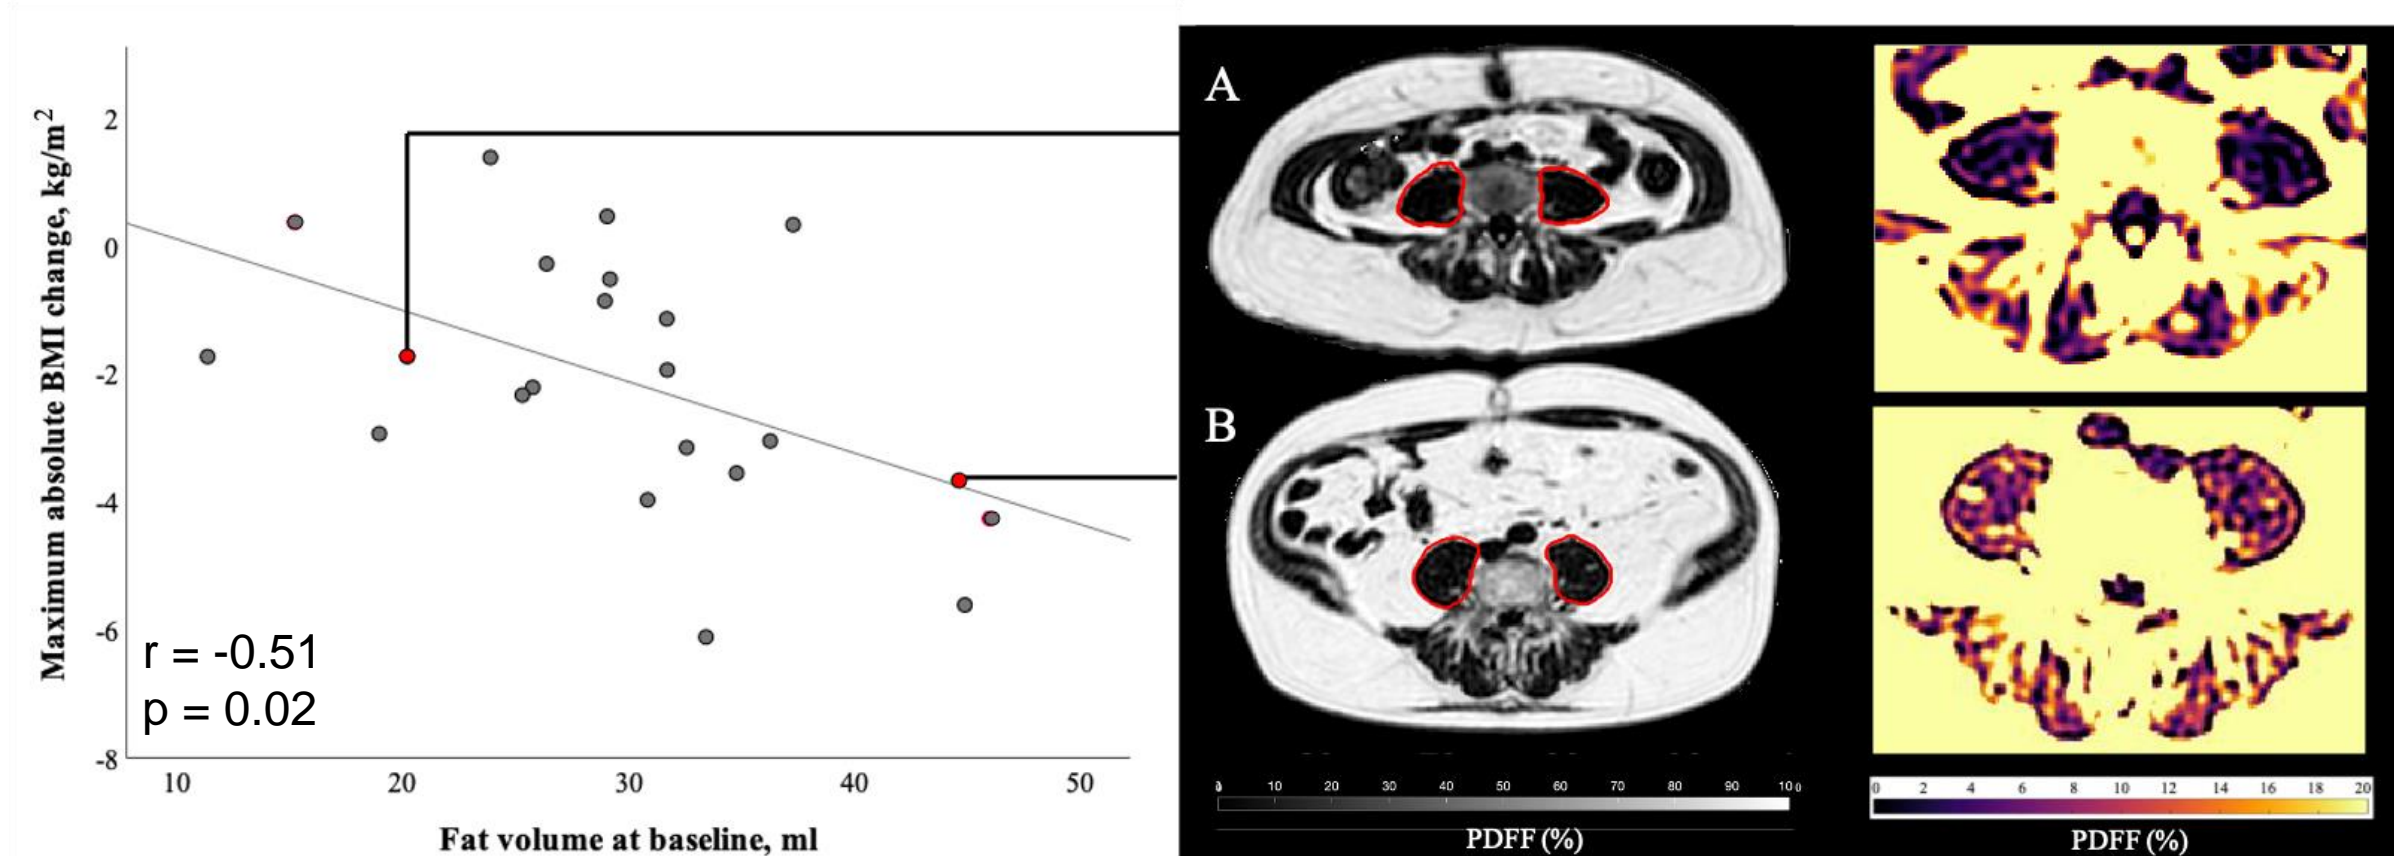 Maximum absolute BMI change, kg/m²
2
0
-2
-4
-6
-8
r = -0.51
p = 0.02
10 20 30 40 50
Fat volume at baseline, ml
A
B
0 10 20 30 40 50 60 70 80 90 100
PDFF (%)
0 2 4 6 8 10 12 14 16 18 20
PDFF (%)